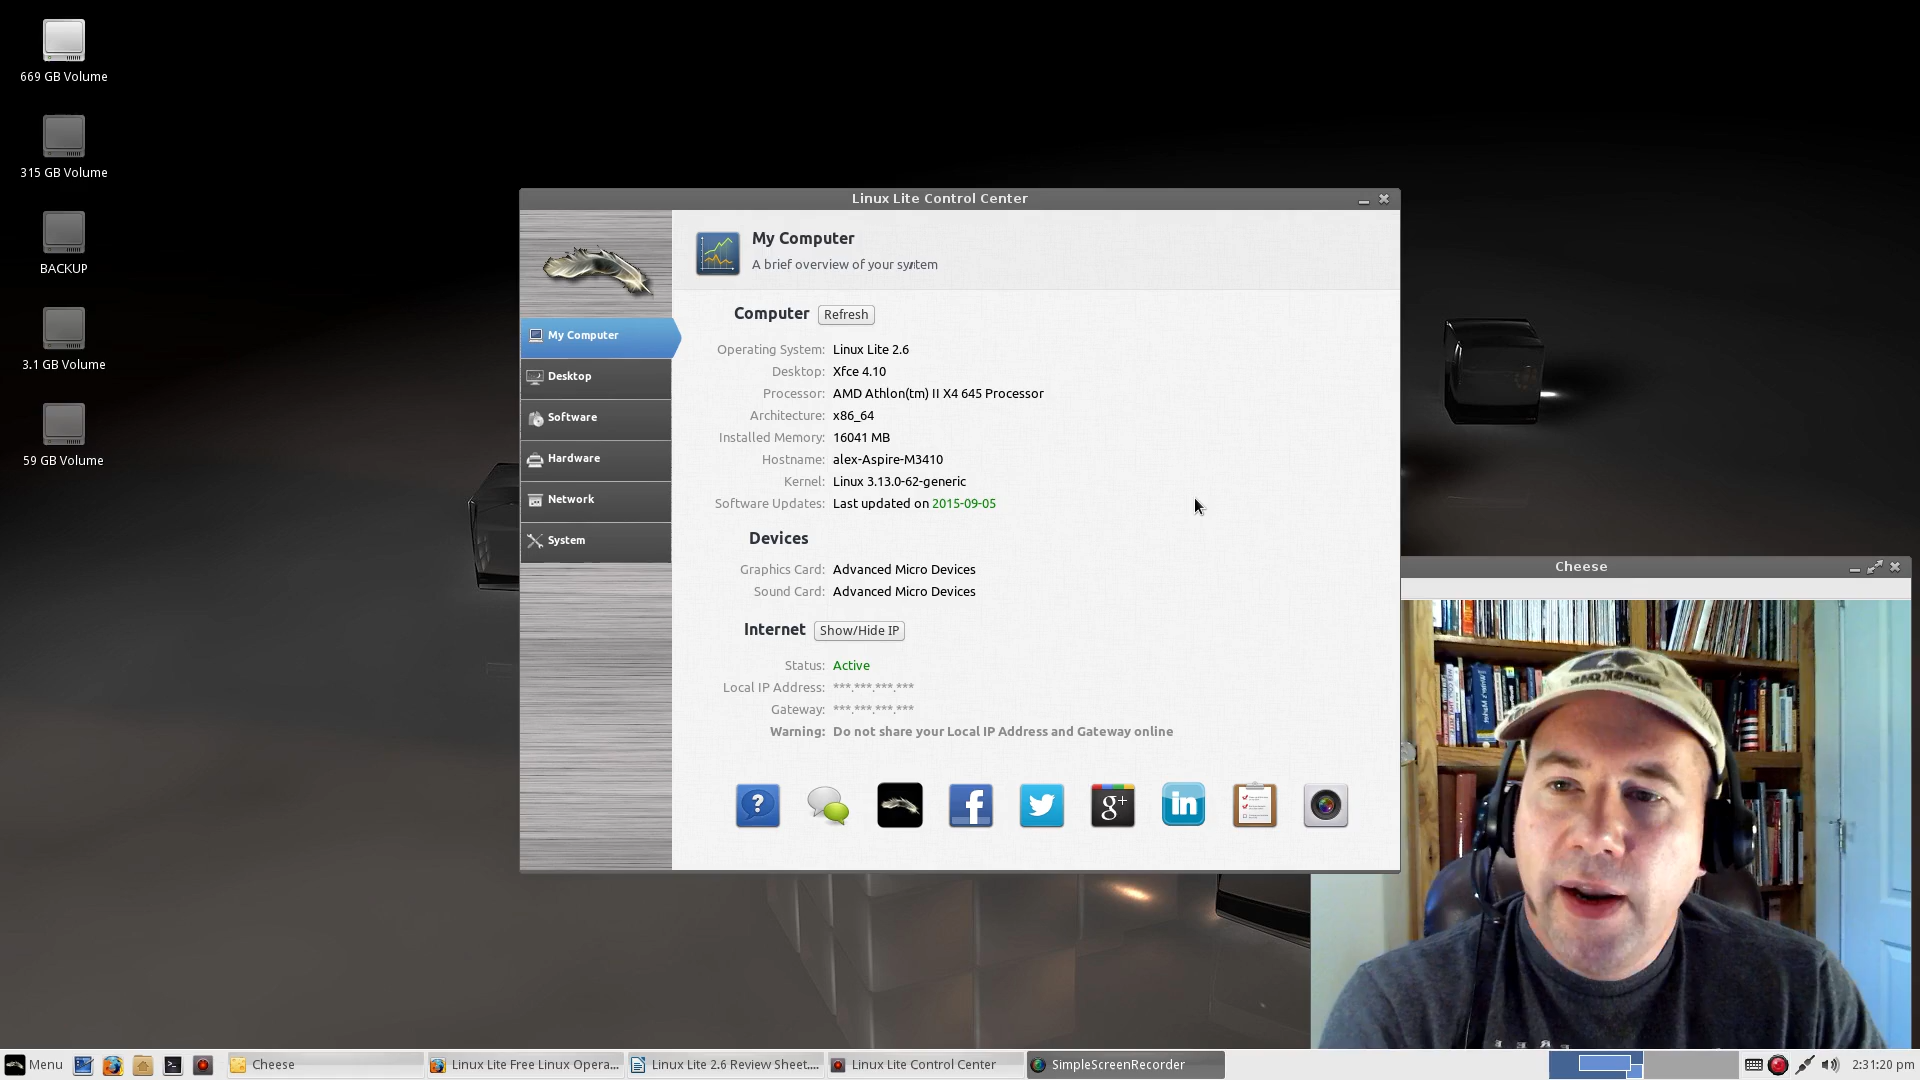 669 GB Volume
315 GB Volume
BACKUP
3.1 GB Volume
59 GB Volume
Linux Lite Control Center
My Computer
A brief overview of your system
My Computer
Desktop
Software
Hardware
Network
System
Computer Refresh
Operating System: Linux Lite 2.6
Desktop: Xfce 4.10
Processor: AMD Athlon(tm) II X4 645 Processor
Architecture: x86_64
Installed Memory: 16041 MB
Hostname: alex-Aspire-M3410
Kernel: Linux 3.13.0-62-generic
Software Updates: Last updated on 2015-09-05
Devices
Graphics Card: Advanced Micro Devices
Sound Card: Advanced Micro Devices
Internet Show/Hide IP
Status: Active
Local IP Address: ***.***.***.***
Gateway: ***.***.***.***
Warning: Do not share your Local IP Address and Gateway online
? f g+ in
Cheese
Menu Cheese Linux Lite Free Linux Opera... Linux Lite 2.6 Review Sheet.... Linux Lite Control Center SimpleScreenRecorder 2:31:20 pm